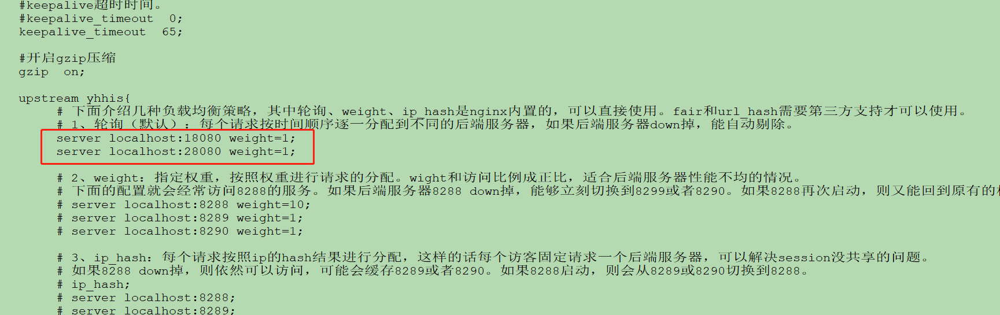 #keepalive超时时间。
#keepalive_timeout  0;
keepalive_timeout  65;
#开启gzip压缩
gzip  on;
upstream yhhis{
# 下面介绍几种负载均衡策略，其中轮询、weight、ip_hash是nginx内置的，可以直接使用。fair和url_hash需要第三方支持才可以使用。
# 1、轮询（默认）：每个请求按时间顺序逐一分配到不同的后端服务器，如果后端服务器down掉，能自动剔除。
server localhost:18080 weight=1;
server localhost:28080 weight=1;
# 2、weight：指定权重，按照权重进行请求的分配。wight和访问比例成正比，适合后端服务器性能不均的情况。
# 下面的配置就会经常访问8288的服务。如果后端服务器8288 down掉，能够立刻切换到8299或者8290。如果8288再次启动，则又能回到原有的
# server localhost:8288 weight=10;
# server localhost:8289 weight=1;
# server localhost:8290 weight=1;
# 3、ip_hash：每个请求按照ip的hash结果进行分配，这样的话每个访客固定请求一个后端服务器，可以解决session没共享的问题。
# 如果8288 down掉，则依然可以访问，可能会缓存8289或者8290。如果8288启动，则会从8289或8290切换到8288。
# ip_hash;
# server localhost:8288;
# server localhost:8289;